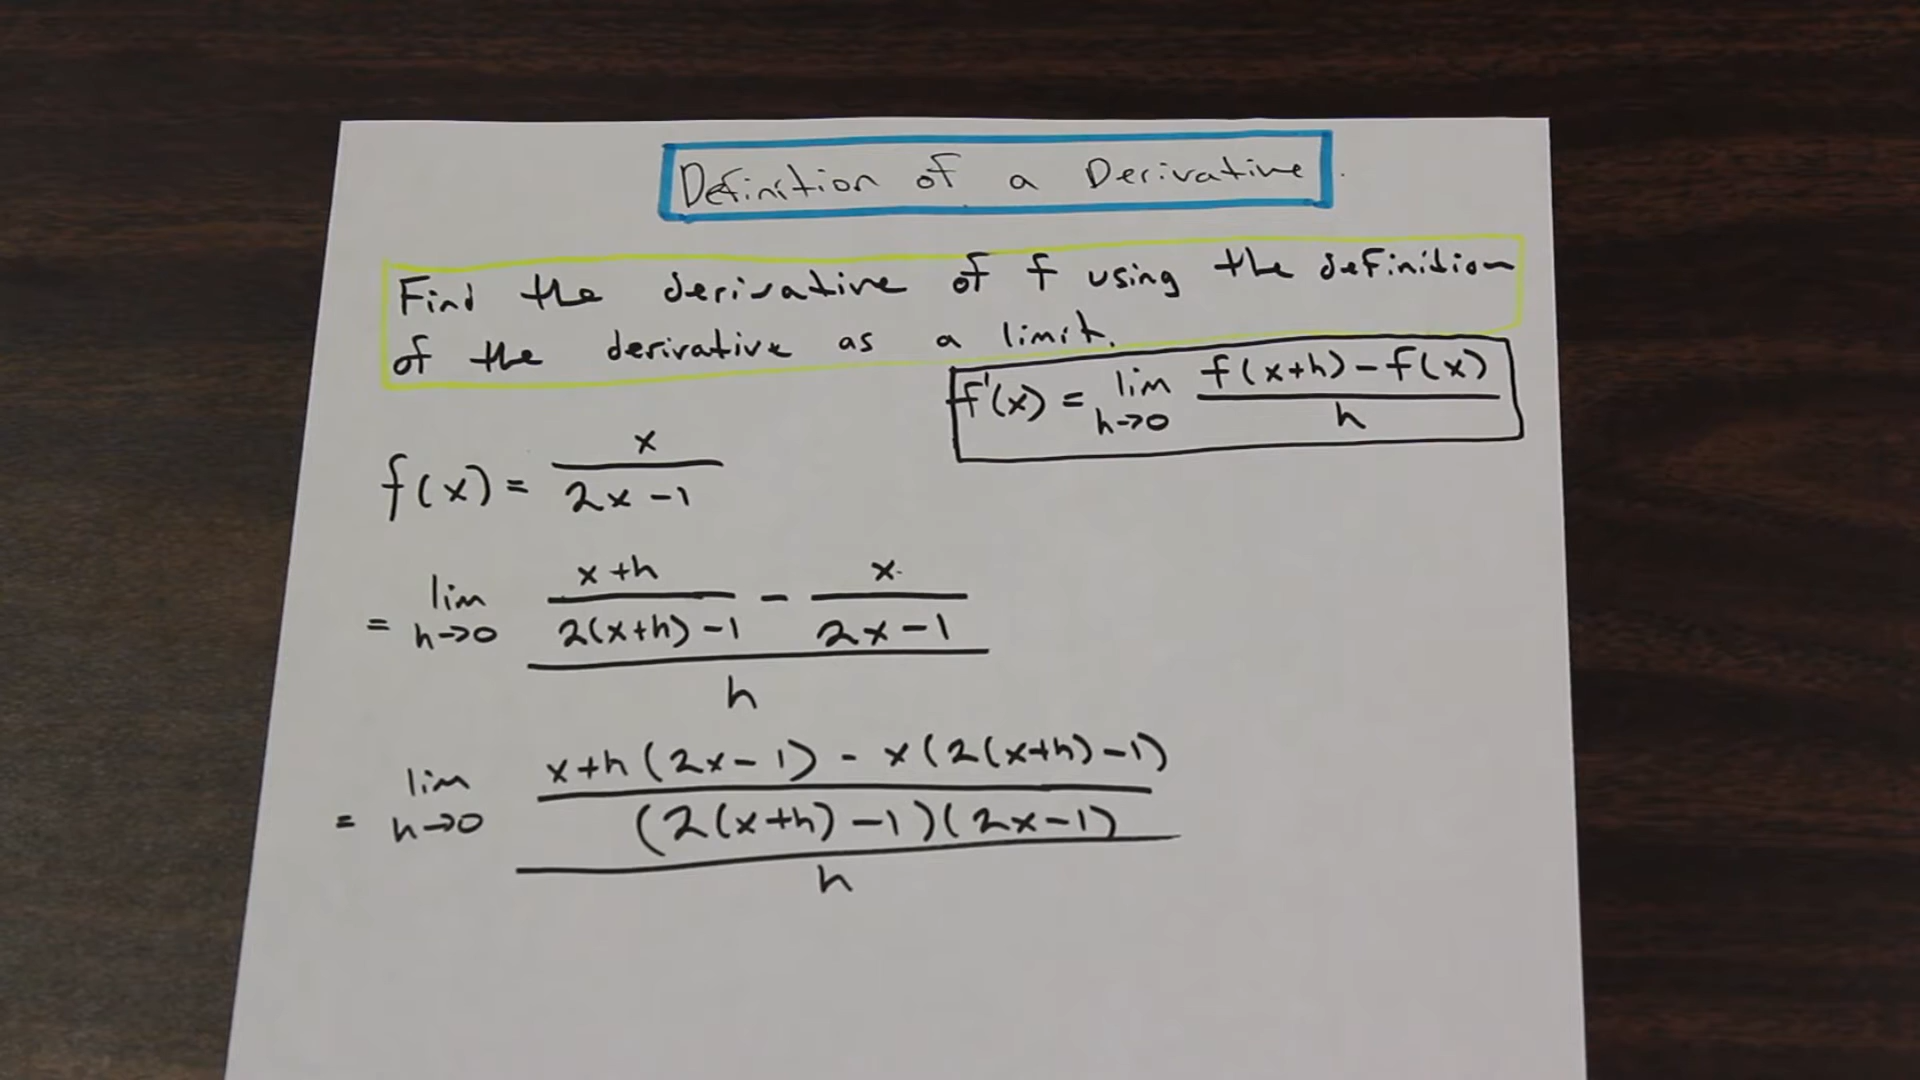 Definition of a Derivative
Find the derivative of f using the definition
of the derivative as a limit.
f'(x) = lim h→0 (f(x+h) - f(x)) / h
f(x) = x / (2x - 1)
= lim h→0 ((x+h) / (2(x+h) - 1) - x / (2x - 1)) / h
= lim h→0 ((x+h (2x - 1) - x(2(x+h) - 1)) / ((2(x+h) - 1)(2x - 1))) / h